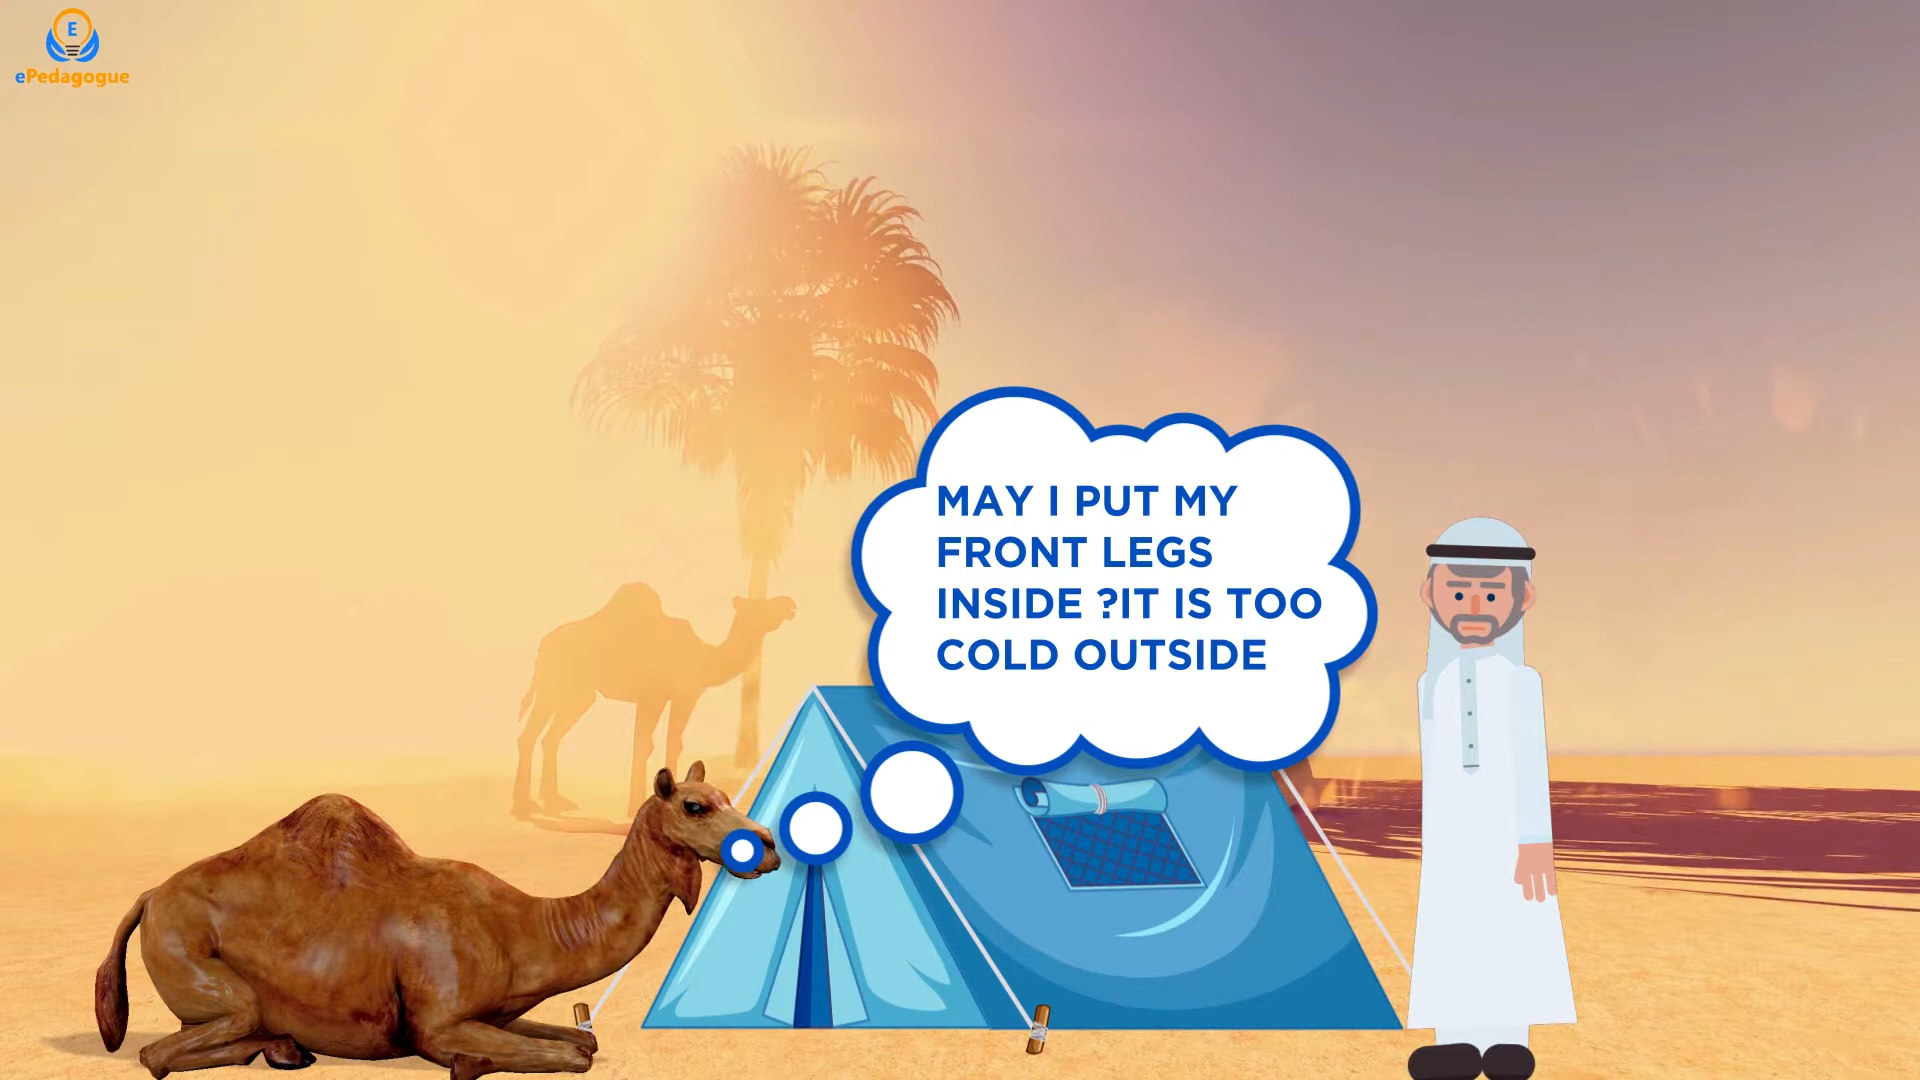 E
ePedagogue
MAY I PUT MY
FRONT LEGS
INSIDE ?IT IS TOO
COLD OUTSIDE